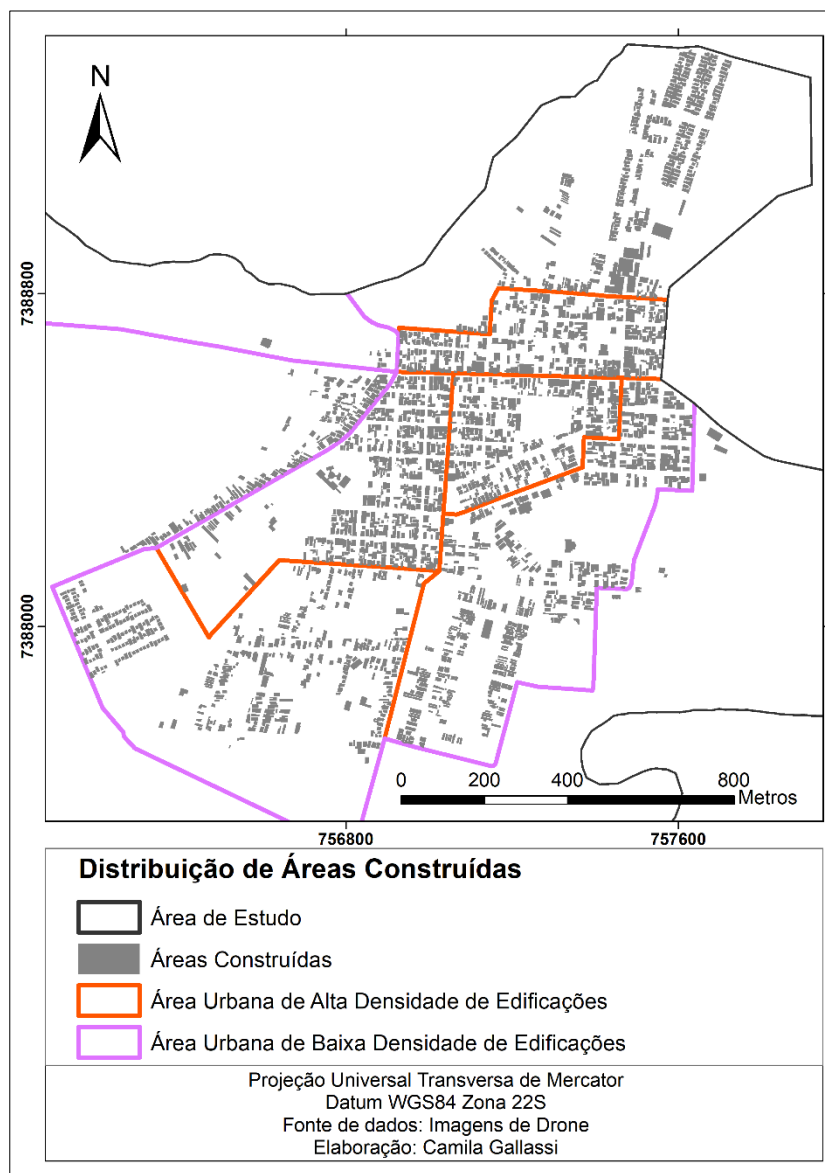 N
7388800
7388000
0 200 400 800
Metros
756800 757600
Distribuição de Áreas Construídas
Área de Estudo
Áreas Construídas
Área Urbana de Alta Densidade de Edificações
Área Urbana de Baixa Densidade de Edificações
Projeção Universal Transversa de Mercator
Datum WGS84 Zona 22S
Fonte de dados: Imagens de Drone
Elaboração: Camila Gallassi